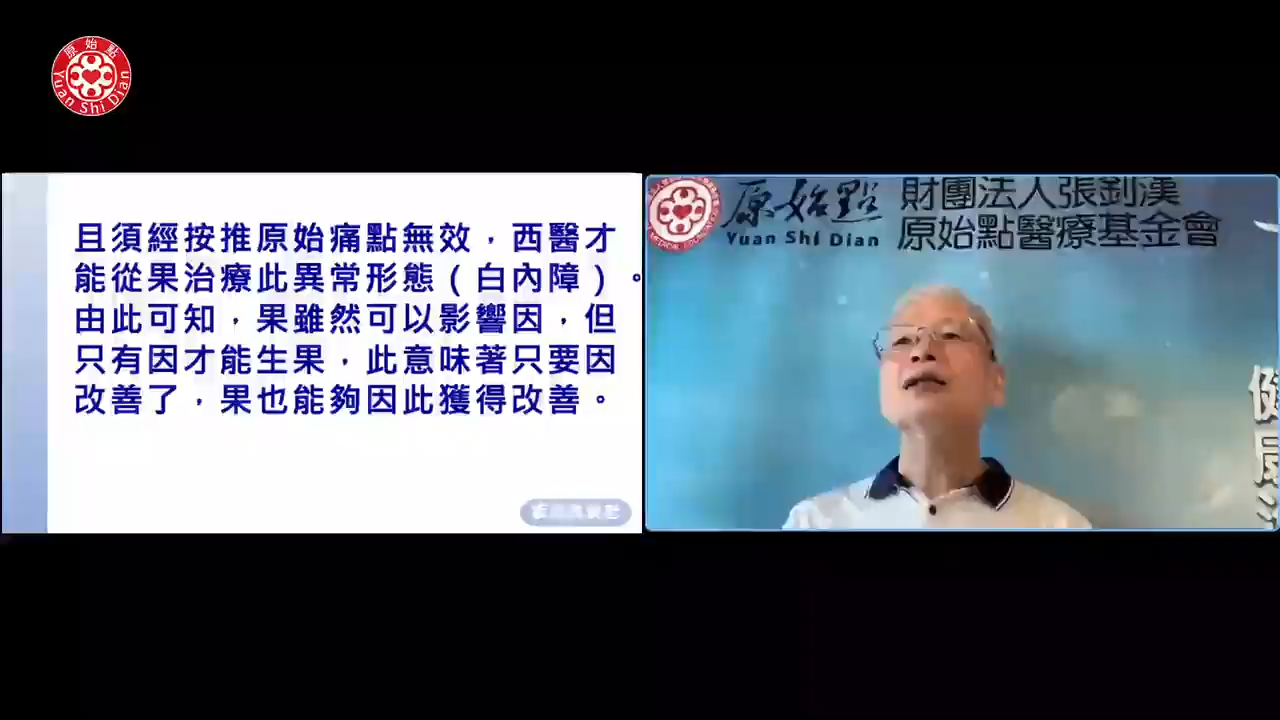 原始點
Yuan Shi Dian
且須經按推原始痛點無效，西醫才
能從果治療此異常形態（白內障）。
由此可知，果雖然可以影響因，但
只有因才能生果，此意味著只要因
改善了，果也能夠因此獲得改善。
原始點
Yuan Shi Dian
財團法人張釗漢
原始點醫療基金會
健康